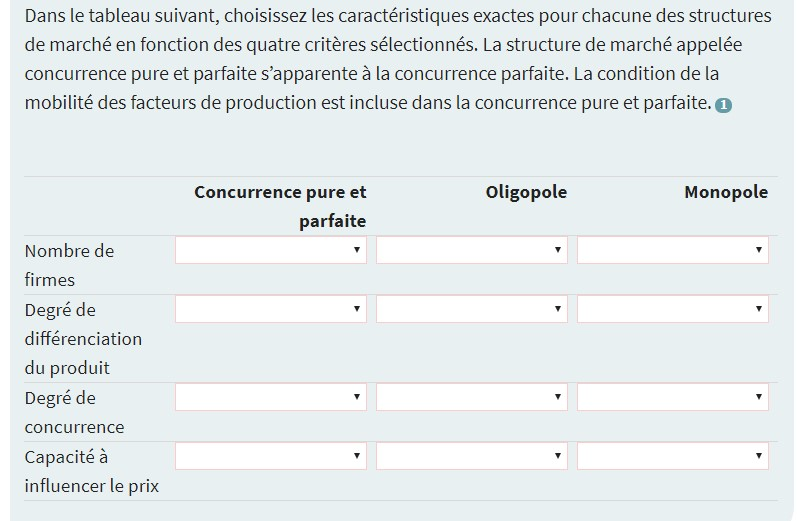 Dans le tableau suivant, choisissez les caractéristiques exactes pour chacune des structures
de marché en fonction des quatre critères sélectionnés. La structure de marché appelée
concurrence pure et parfaite s’apparente à la concurrence parfaite. La condition de la
mobilité des facteurs de production est incluse dans la concurrence pure et parfaite. 1
Concurrence pure et
parfaite
Oligopole
Monopole
Nombre de
firmes
Degré de
différenciation
du produit
Degré de
concurrence
Capacité à
influencer le prix